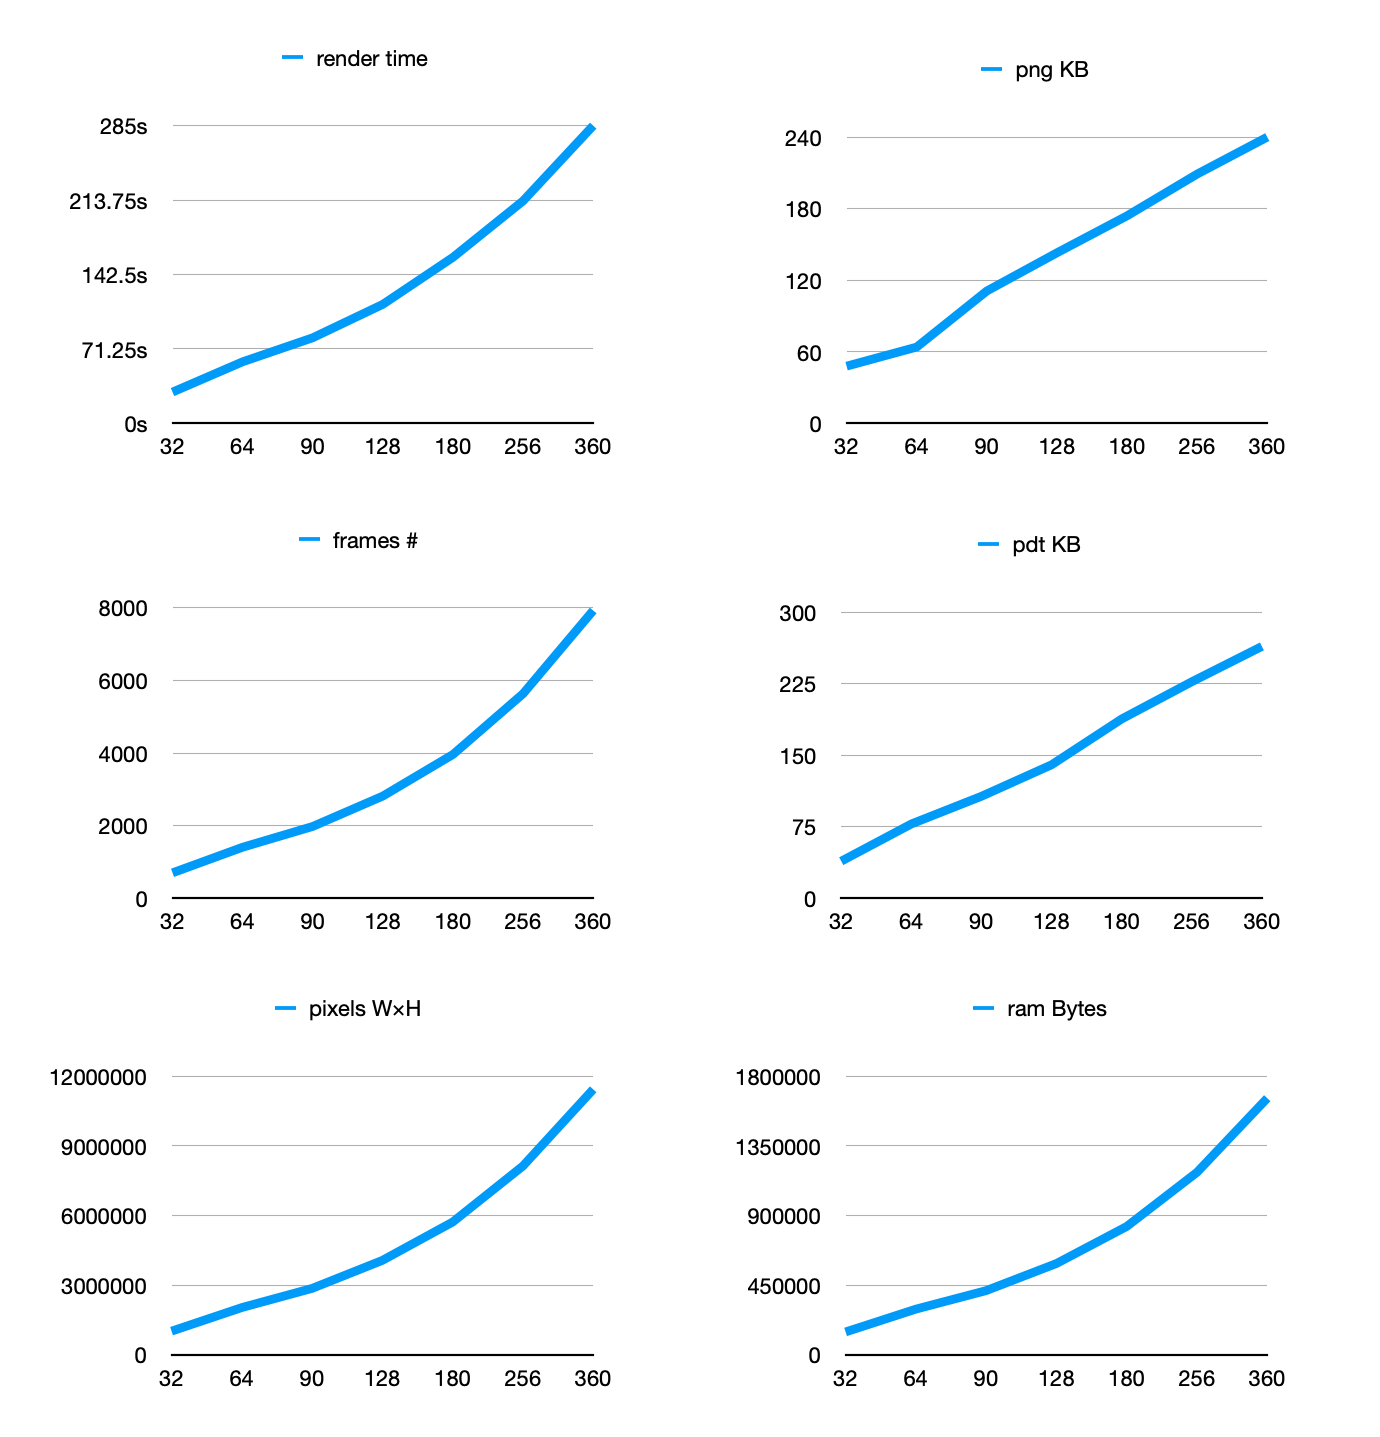 render time
285s
213.75s
142.5s
71.25s
0s
32 64 90 128 180 256 360
png KB
240
180
120
60
0
32 64 90 128 180 256 360
frames #
8000
6000
4000
2000
0
32 64 90 128 180 256 360
pdt KB
300
225
150
75
0
32 64 90 128 180 256 360
pixels W×H
12000000
9000000
6000000
3000000
0
32 64 90 128 180 256 360
ram Bytes
1800000
1350000
900000
450000
0
32 64 90 128 180 256 360